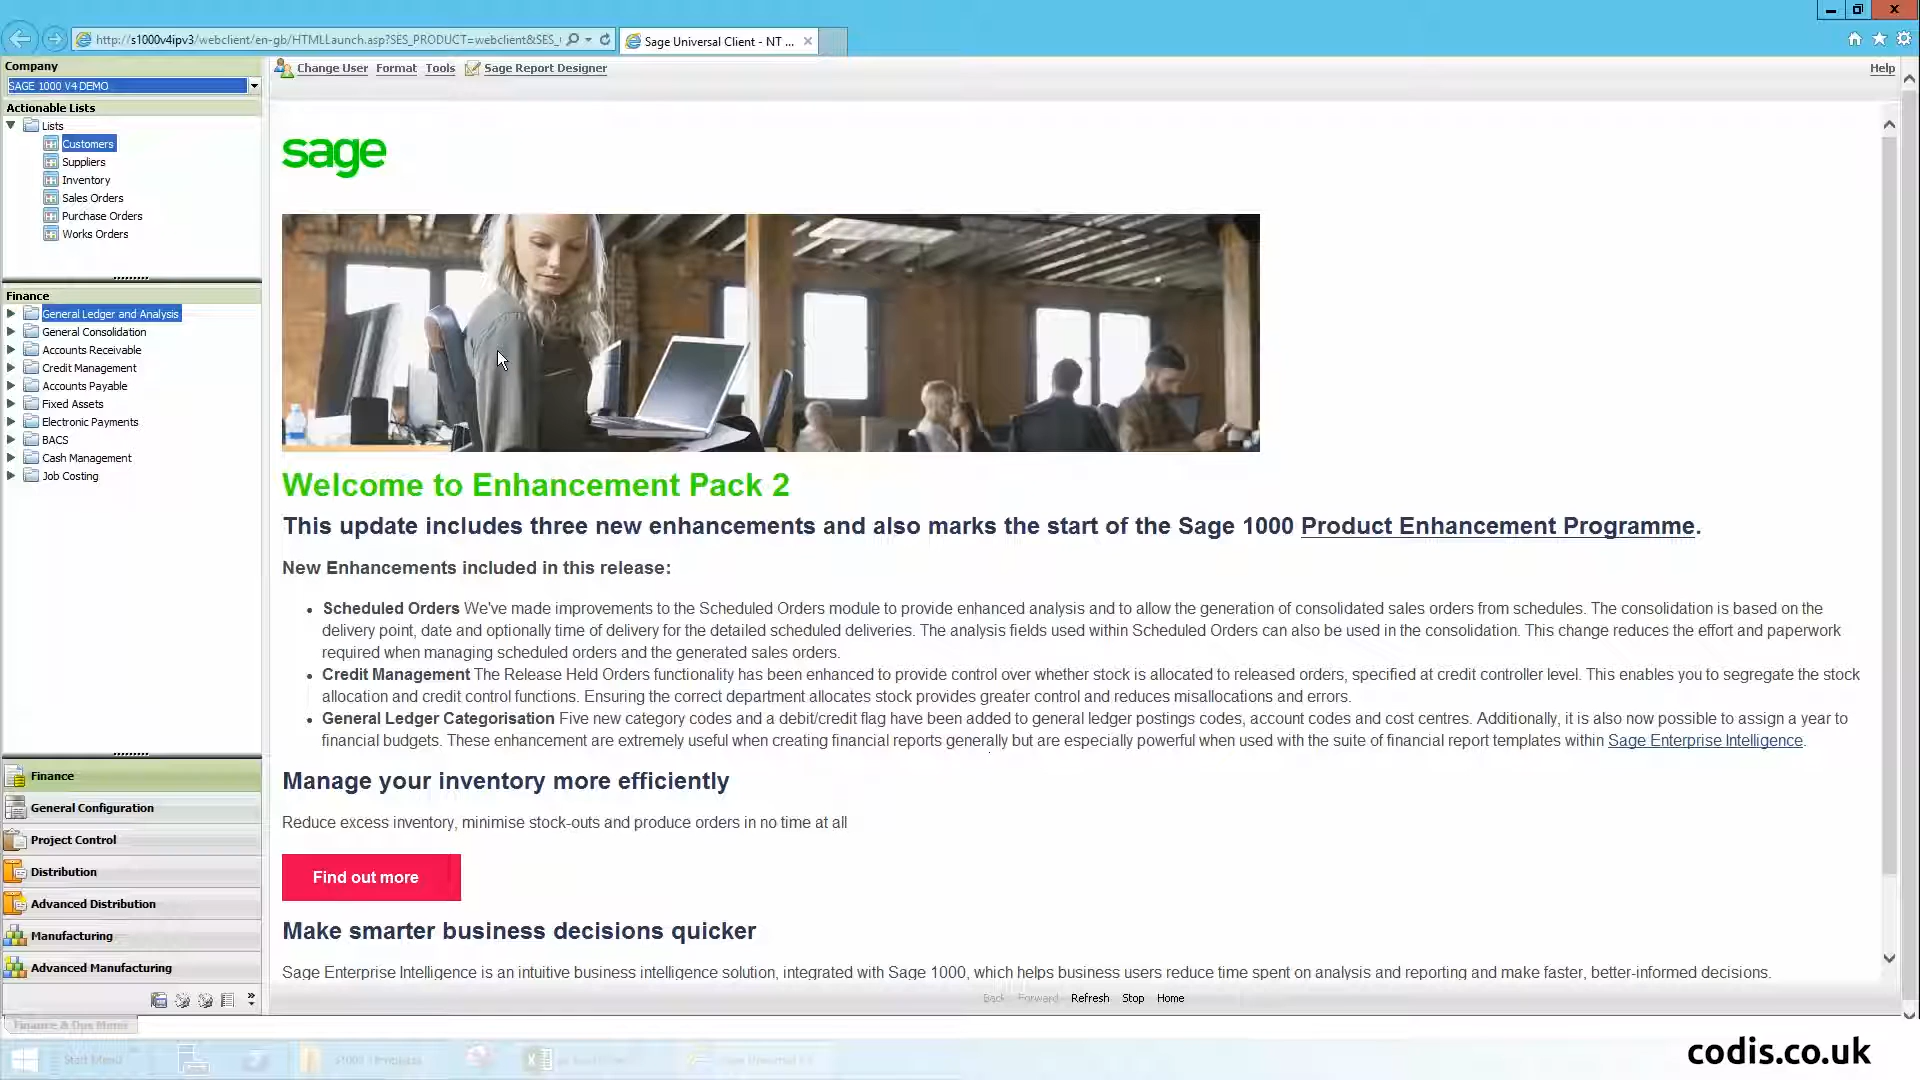 http://s1000v4ipv3/webclient/en-gb/HTMLLaunch.asp?SES_PRODUCT=webclient&SES_
Sage Universal Client - NT ...
Company
SAGE 1000 V4 DEMO
Change User Format Tools Sage Report Designer Help
Actionable Lists
Lists
Customers
Suppliers
Inventory
Sales Orders
Purchase Orders
Works Orders
Finance
General Ledger and Analysis
General Consolidation
Accounts Receivable
Credit Management
Accounts Payable
Fixed Assets
Electronic Payments
BACS
Cash Management
Job Costing
Finance
General Configuration
Project Control
Distribution
Advanced Distribution
Manufacturing
Advanced Manufacturing
sage
Welcome to Enhancement Pack 2
This update includes three new enhancements and also marks the start of the Sage 1000 Product Enhancement Programme.
New Enhancements included in this release:
• Scheduled Orders We've made improvements to the Scheduled Orders module to provide enhanced analysis and to allow the generation of consolidated sales orders from schedules. The consolidation is based on the
delivery point, date and optionally time of delivery for the detailed scheduled deliveries. The analysis fields used within Scheduled Orders can also be used in the consolidation. This change reduces the effort and paperwork
required when managing scheduled orders and the generated sales orders.
• Credit Management The Release Held Orders functionality has been enhanced to provide control over whether stock is allocated to released orders, specified at credit controller level. This enables you to segregate the stock
allocation and credit control functions. Ensuring the correct department allocates stock provides greater control and reduces misallocations and errors.
• General Ledger Categorisation Five new category codes and a debit/credit flag have been added to general ledger postings codes, account codes and cost centres. Additionally, it is also now possible to assign a year to
financial budgets. These enhancement are extremely useful when creating financial reports generally but are especially powerful when used with the suite of financial report templates within Sage Enterprise Intelligence.
Manage your inventory more efficiently
Reduce excess inventory, minimise stock-outs and produce orders in no time at all
Find out more
Make smarter business decisions quicker
Sage Enterprise Intelligence is an intuitive business intelligence solution, integrated with Sage 1000, which helps business users reduce time spent on analysis and reporting and make faster, better-informed decisions.
Back Forward Refresh Stop Home
Start Menu
codis.co.uk